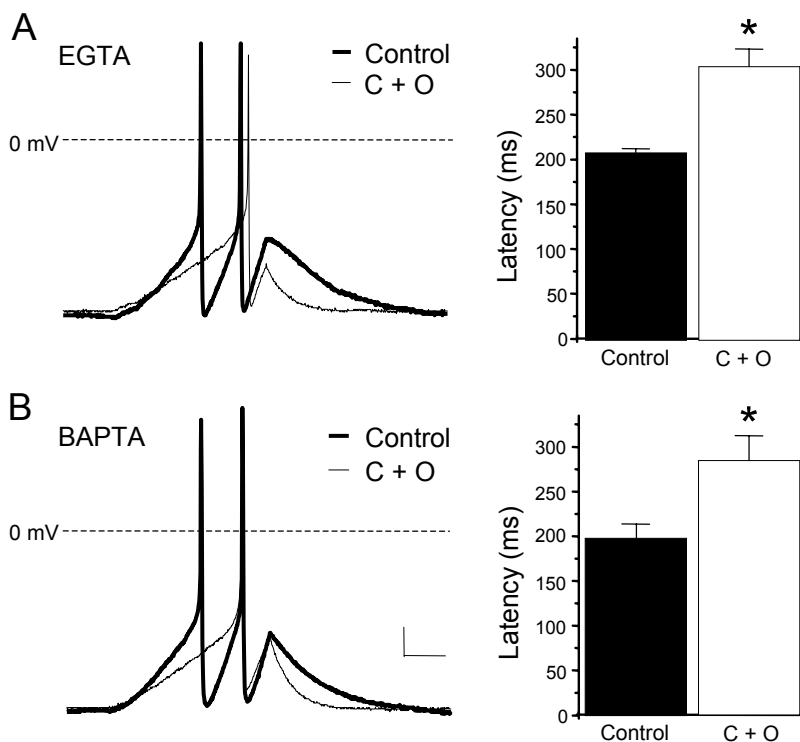 A
EGTA
Control
C + O
0 mV
*
Latency (ms)
300
250
200
150
100
50
0
Control
C + O
B
BAPTA
Control
C + O
0 mV
*
Latency (ms)
300
250
200
150
100
50
0
Control
C + O